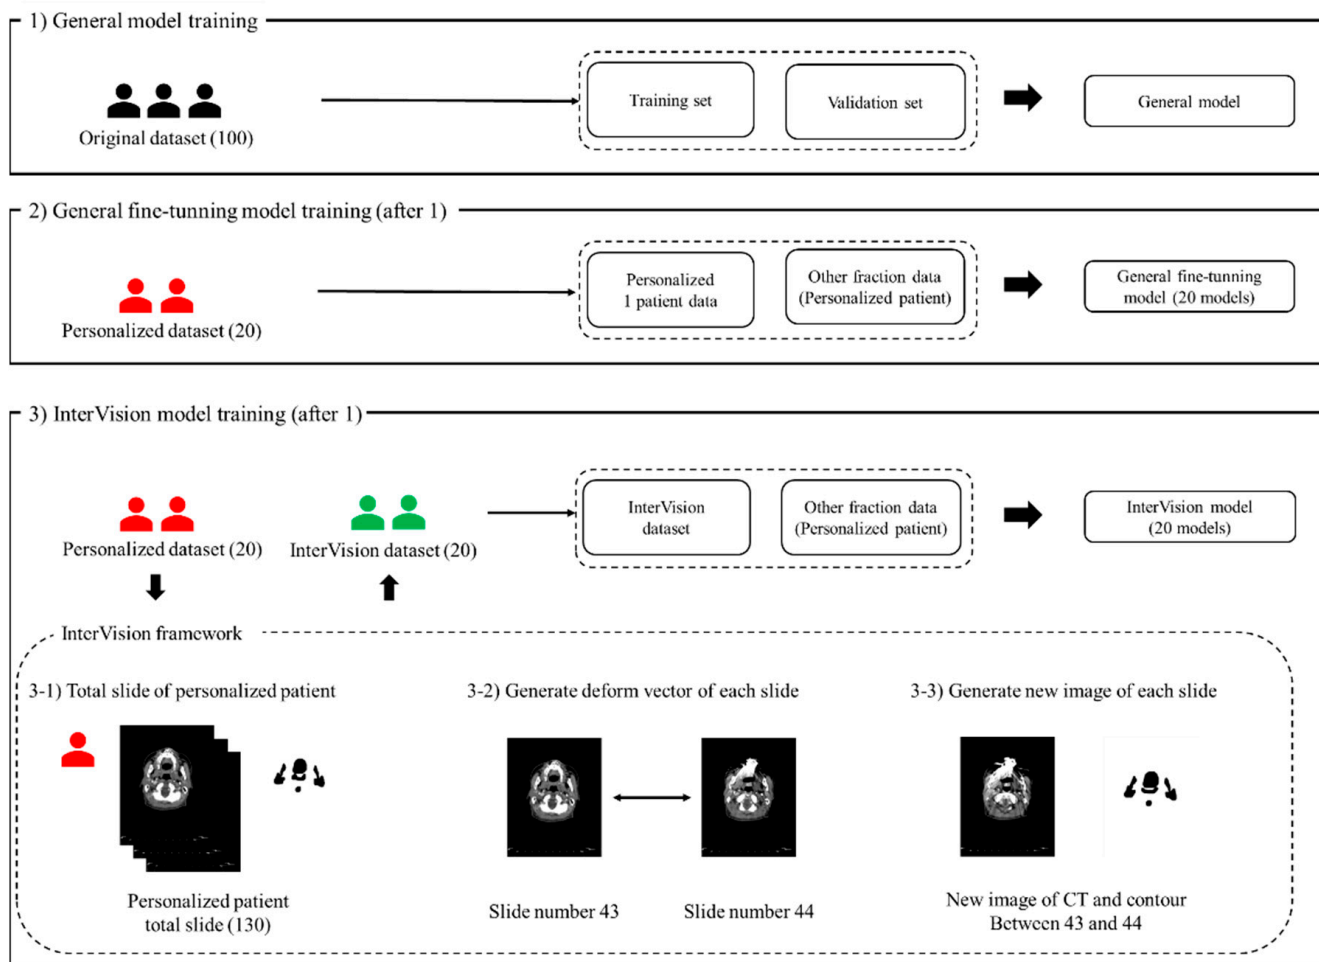 1) General model training
Original dataset (100)
Training set
Validation set
General model
2) General fine-tunning model training (after 1)
Personalized dataset (20)
Personalized
1 patient data
Other fraction data
(Personalized patient)
General fine-tunning
model (20 models)
3) InterVision model training (after 1)
Personalized dataset (20)
InterVision dataset (20)
InterVision
dataset
Other fraction data
(Personalized patient)
InterVision model
(20 models)
InterVision framework
3-1) Total slide of personalized patient
Personalized patient
total slide (130)
3-2) Generate deform vector of each slide
Slide number 43
Slide number 44
3-3) Generate new image of each slide
New image of CT and contour
Between 43 and 44